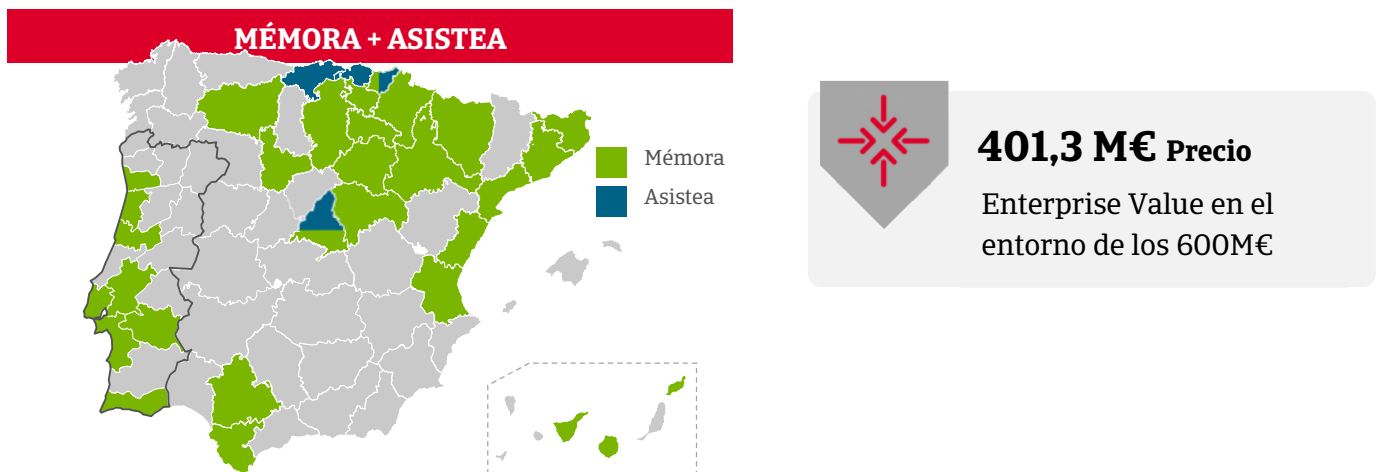 MÉMORA + ASISTEA
Mémora
Asistea
401,3 M€ Precio
Enterprise Value en el
entorno de los 600M€